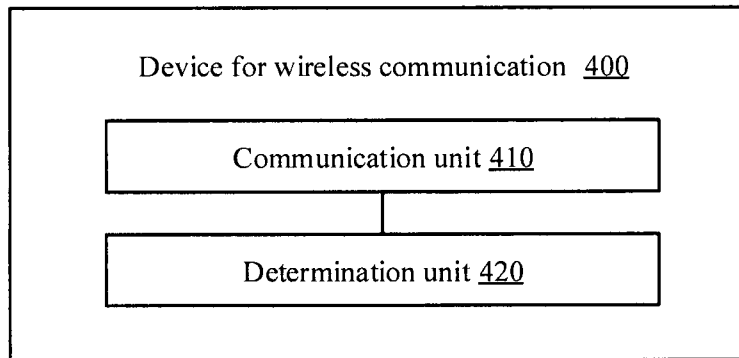 Device for wireless communication 400
Communication unit 410
Determination unit 420